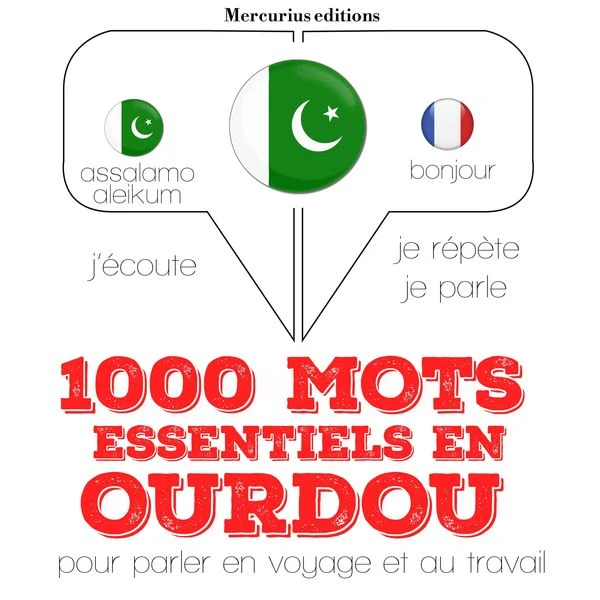 Mercurius editions
assalamo
aleikum
bonjour
j'écoute
je répète
je parle
1000 MOTS
ESSENTIELS EN
OURDOU
pour parler en voyage et au travail